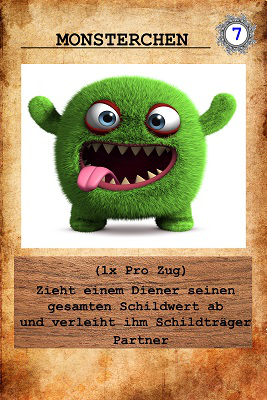 MONSTERCHEN
7
(1x Pro Zug)
Zieht einem Diener seinen
gesamten Schildwert ab
und verleiht ihm Schildträger
Partner